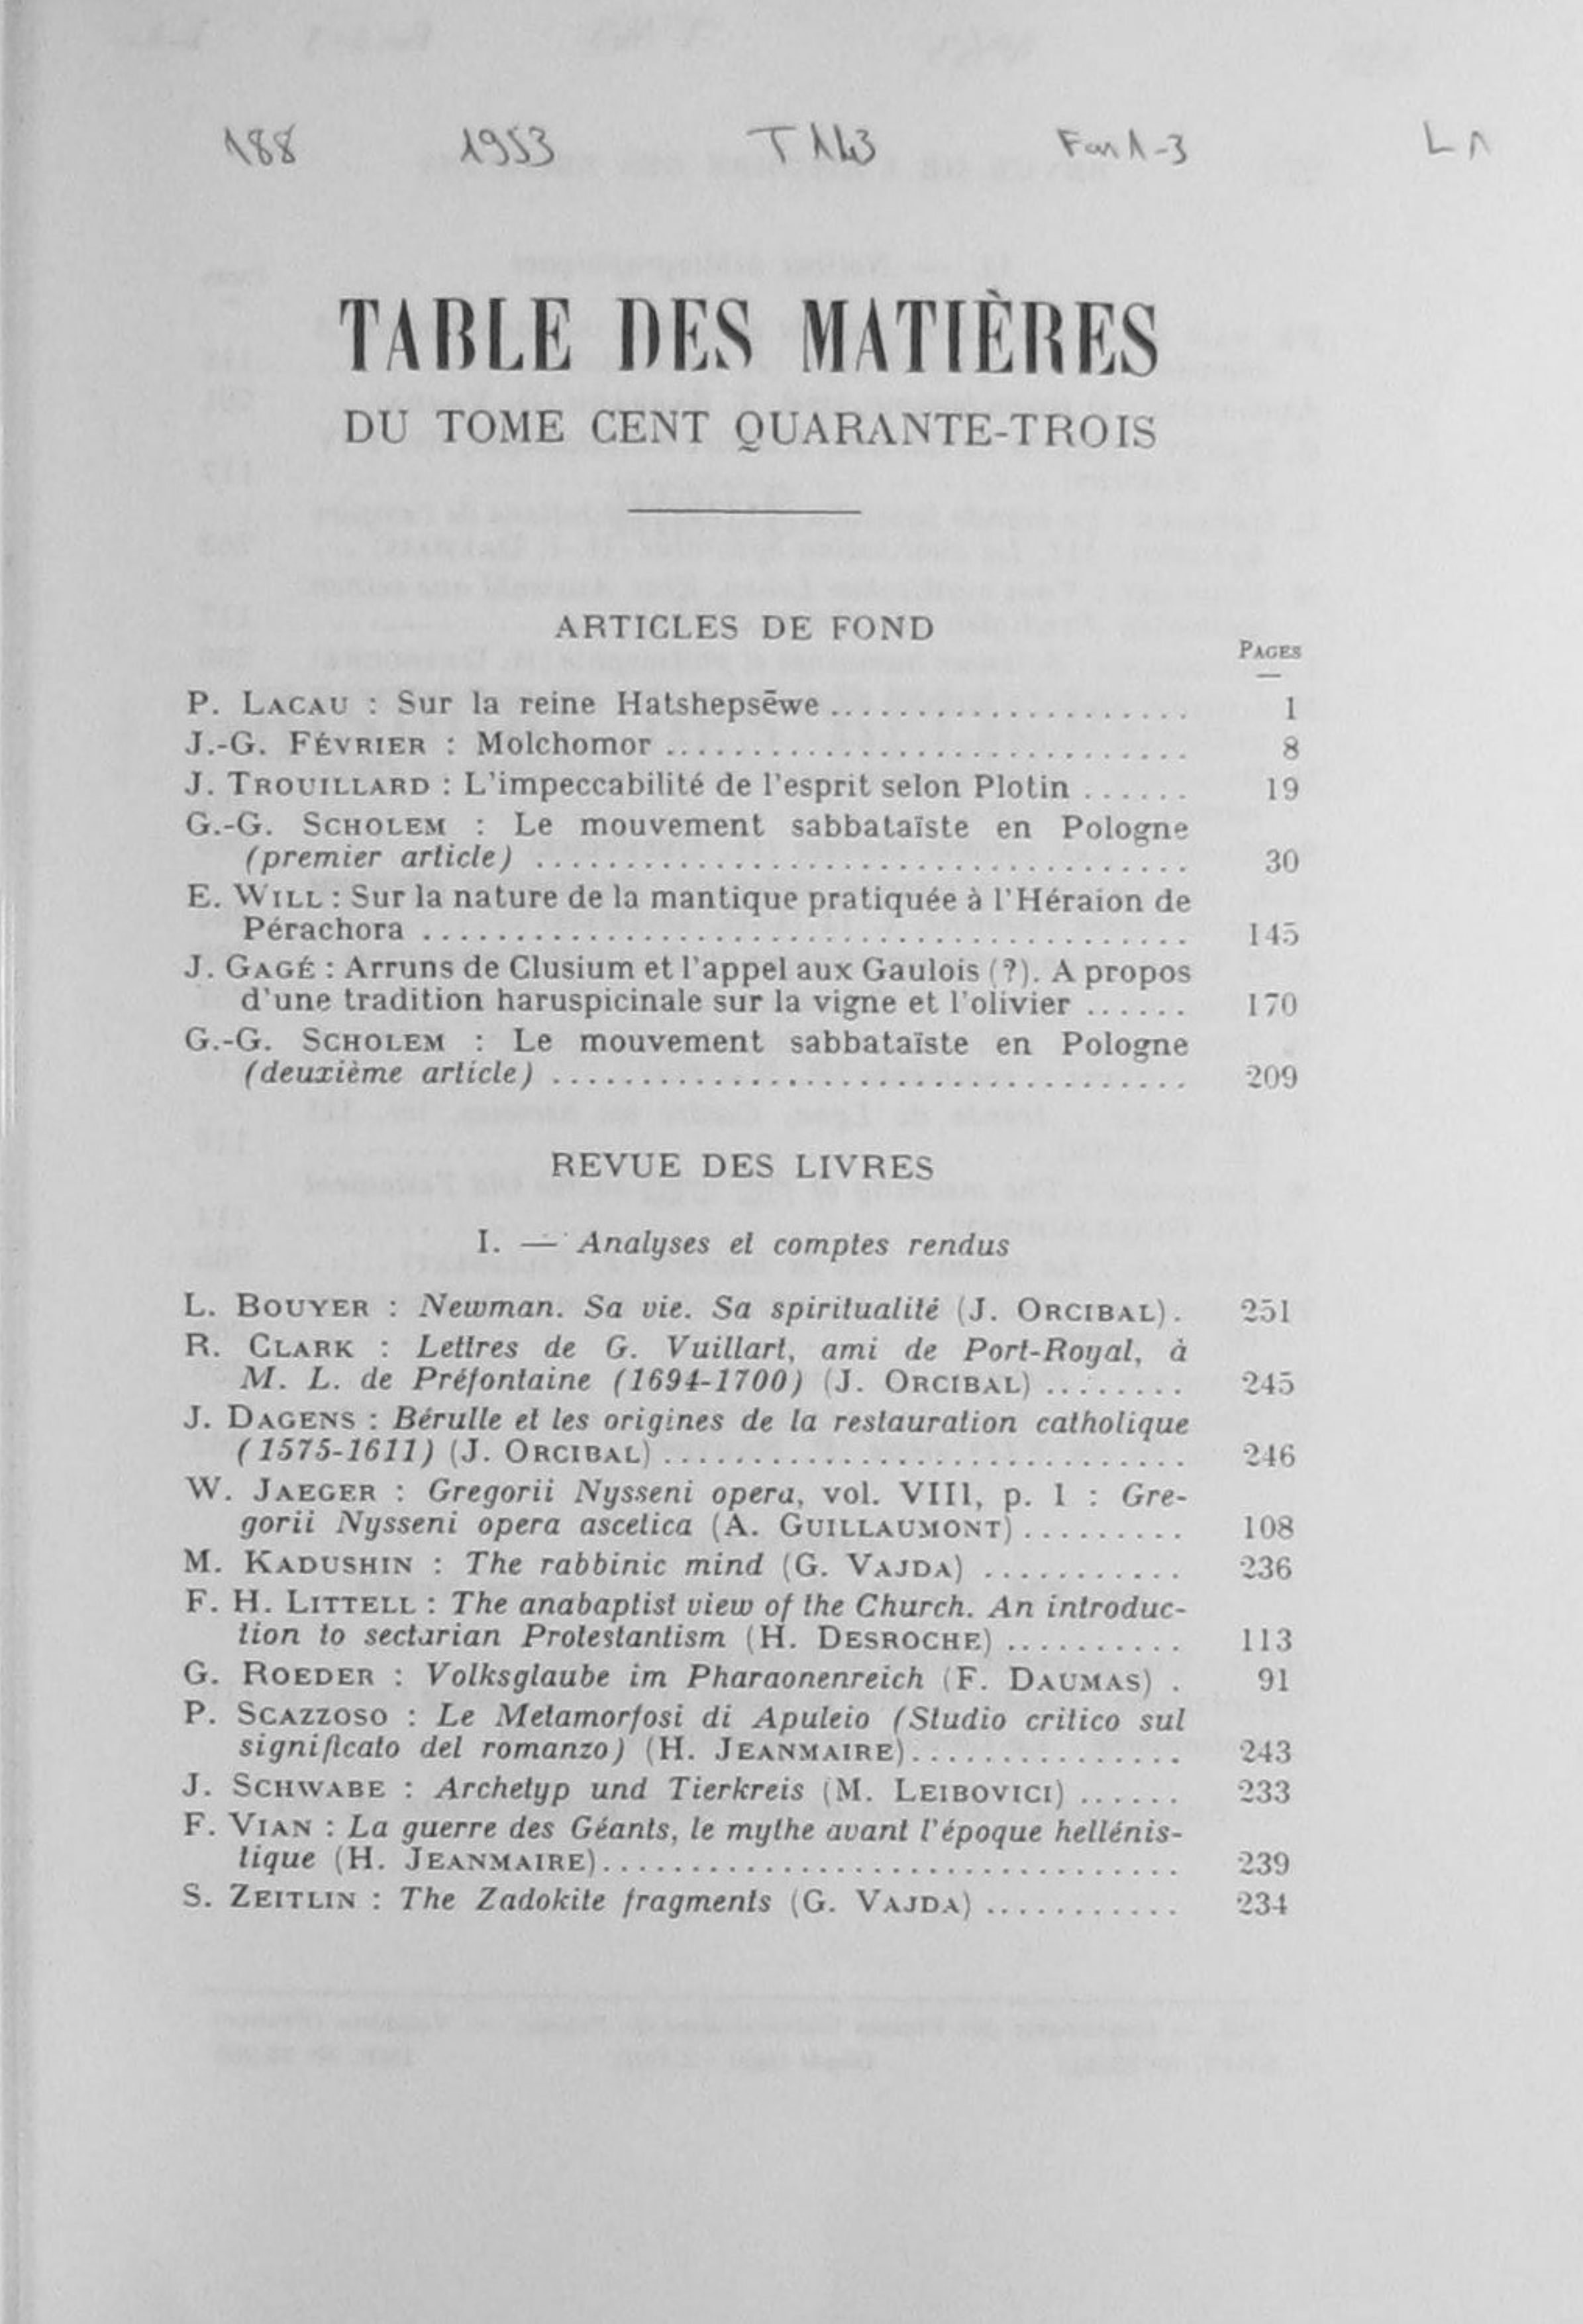 188 1953 T143 Fas 1-3 L1
TABLE DES MATIÈRES
DU TOME CENT QUARANTE-TROIS
ARTICLES DE FOND
PAGES
P. LACAU : Sur la reine Hatshepsēwe .................... 1
J.-G. FÉVRIER : Molchomor ............................. 8
J. TROUILLARD : L'impeccabilité de l'esprit selon Plotin ...... 19
G.-G. SCHOLEM : Le mouvement sabbataïste en Pologne
(premier article) .................................... 30
E. WILL : Sur la nature de la mantique pratiquée à l'Héraion de
Pérachora .......................................... 145
J. GAGÉ : Arruns de Clusium et l'appel aux Gaulois (?). A propos
d'une tradition haruspicinale sur la vigne et l'olivier ...... 170
G.-G. SCHOLEM : Le mouvement sabbataïste en Pologne
(deuxième article) ................................... 209
REVUE DES LIVRES
I. — Analyses et comptes rendus
L. BOUYER : Newman. Sa vie. Sa spiritualité (J. ORCIBAL). 251
R. CLARK : Lettres de G. Vuillart, ami de Port-Royal, à
M. L. de Préfontaine (1694-1700) (J. ORCIBAL) ........ 245
J. DAGENS : Bérulle et les origines de la restauration catholique
(1575-1611) (J. ORCIBAL) ............................. 246
W. JAEGER : Gregorii Nysseni opera, vol. VIII, p. 1 : Gre-
gorii Nysseni opera ascetica (A. GUILLAUMONT) ......... 108
M. KADUSHIN : The rabbinic mind (G. VAJDA) ........... 236
F. H. LITTELL : The anabaptist view of the Church. An introduc-
tion to sectarian Protestantism (H. DESROCHE) .......... 113
G. ROEDER : Volksglaube im Pharaonenreich (F. DAUMAS) . 91
P. SCAZZOSO : Le Metamorfosi di Apuleio (Studio critico sul
significato del romanzo) (H. JEANMAIRE)............... 243
J. SCHWABE : Archetyp und Tierkreis (M. LEIBOVICI) ...... 233
F. VIAN : La guerre des Géants, le mythe avant l'époque hellénis-
tique (H. JEANMAIRE)................................ 239
S. ZEITLIN : The Zadokite fragments (G. VAJDA) ........... 234